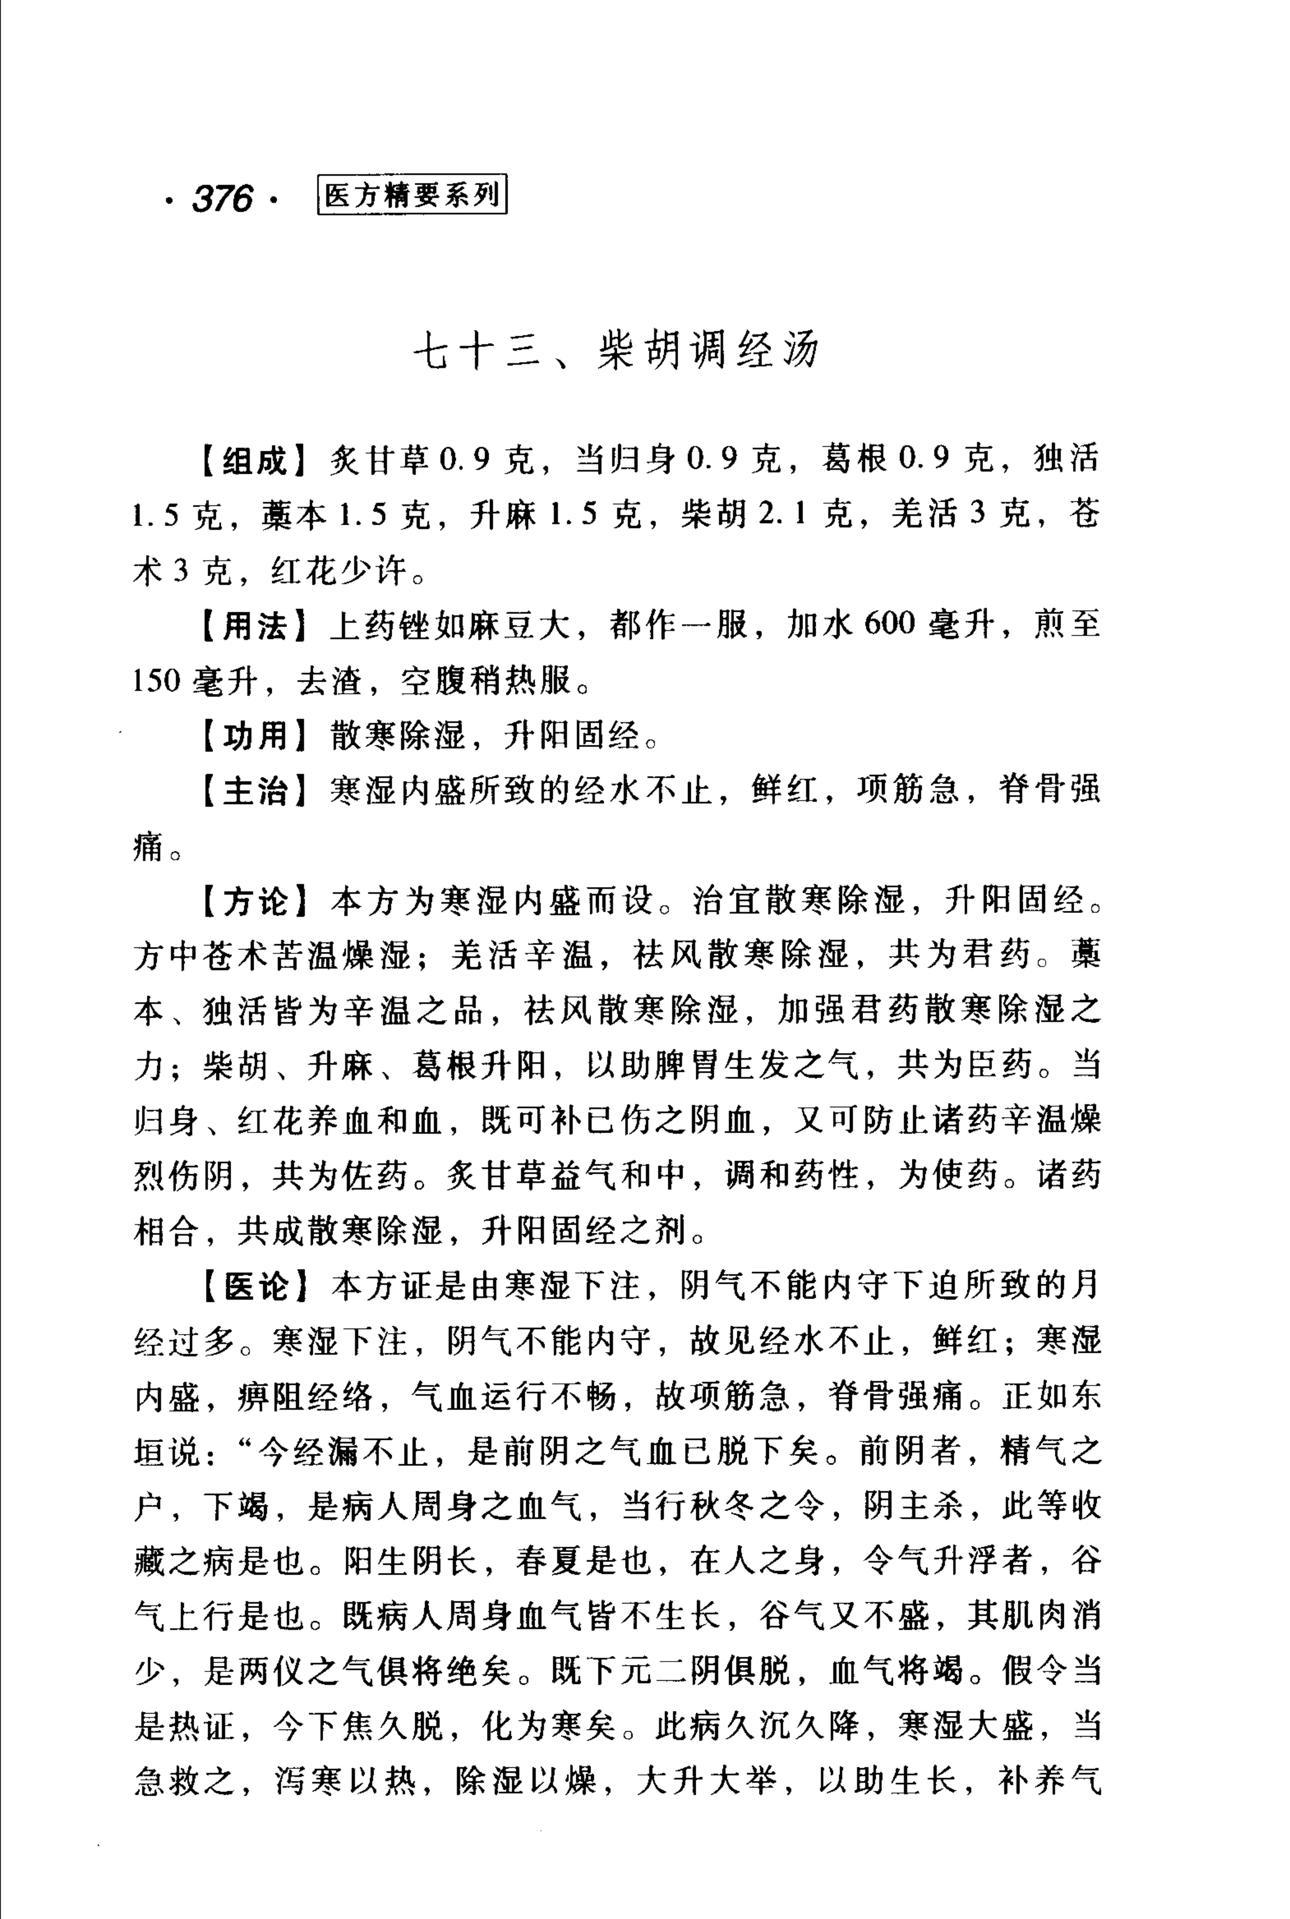 ·376· 医方精要系列
七十三、柴胡调经汤
【组成】炙甘草0.9克，当归身0.9克，葛根0.9克，独活
1.5克，藁本1.5克，升麻1.5克，柴胡2.1克，羌活3克，苍
术3克，红花少许。
【用法】上药锉如麻豆大，都作一服，加水600毫升，煎至
150毫升，去渣，空腹稍热服。
【功用】散寒除湿，升阳固经。
【主治】寒湿内盛所致的经水不止，鲜红，项筋急，脊骨强
痛。
【方论】本方为寒湿内盛而设。治宜散寒除湿，升阳固经。
方中苍术苦温燥湿；羌活辛温，祛风散寒除湿，共为君药。藁
本、独活皆为辛温之品，祛风散寒除湿，加强君药散寒除湿之
力；柴胡、升麻、葛根升阳，以助脾胃生发之气，共为臣药。当
归身、红花养血和血，既可补已伤之阴血，又可防止诸药辛温燥
烈伤阴，共为佐药。炙甘草益气和中，调和药性，为使药。诸药
相合，共成散寒除湿，升阳固经之剂。
【医论】本方证是由寒湿下注，阴气不能内守下迫所致的月
经过多。寒湿下注，阴气不能内守，故见经水不止，鲜红；寒湿
内盛，痹阻经络，气血运行不畅，故项筋急，脊骨强痛。正如东
垣说：“今经漏不止，是前阴之气血已脱下矣。前阴者，精气之
户，下竭，是病人周身之血气，当行秋冬之令，阴主杀，此等收
藏之病是也。阳生阴长，春夏是也，在人之身，令气升浮者，谷
气上行是也。既病人周身血气皆不生长，谷气又不盛，其肌肉消
少，是两仪之气俱将绝矣。既下元二阴俱脱，血气将竭。假令当
是热证，今下焦久脱，化为寒矣。此病久沉久降，寒湿大盛，当
急救之，泻寒以热，除湿以燥，大升大举，以助生长，补养气